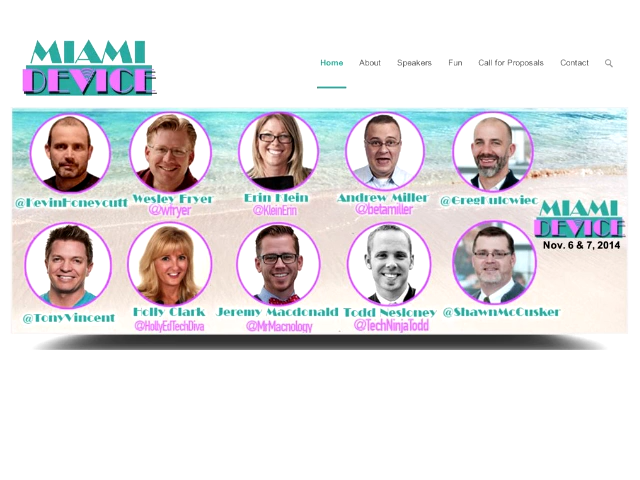 MIAMI
DEVICE
Home About Speakers Fun Call for Proposals Contact
@KevinHoneycutt
Wesley Fryer
@wfryer
Erin Klein
@KleinErin
Andrew Miller
@betamiller
@GregKulowiec
MIAMI
DEVICE
Nov. 6 & 7, 2014
@TonyVincent
Holly Clark
@HollyEdTechDiva
Jeremy Macdonald
@MrMacnology
Todd Nesloney
@TechNinjaTodd
@ShawnMcCusker